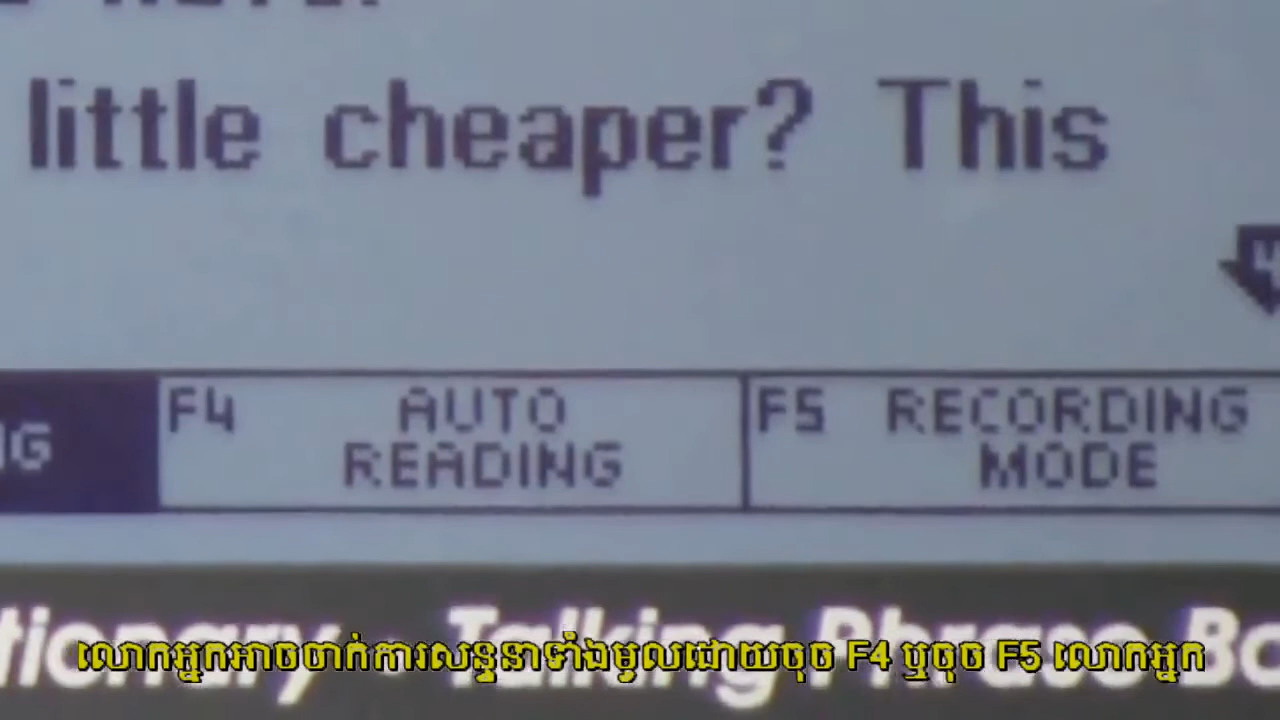 little cheaper? This
F4 AUTO READING
F5 RECORDING MODE
Talking Phrase
លោកអ្នកអាចចាក់ការសន្ទនាទាំងមូលដោយចុច F4 ឬចុច F5 លោកអ្នក